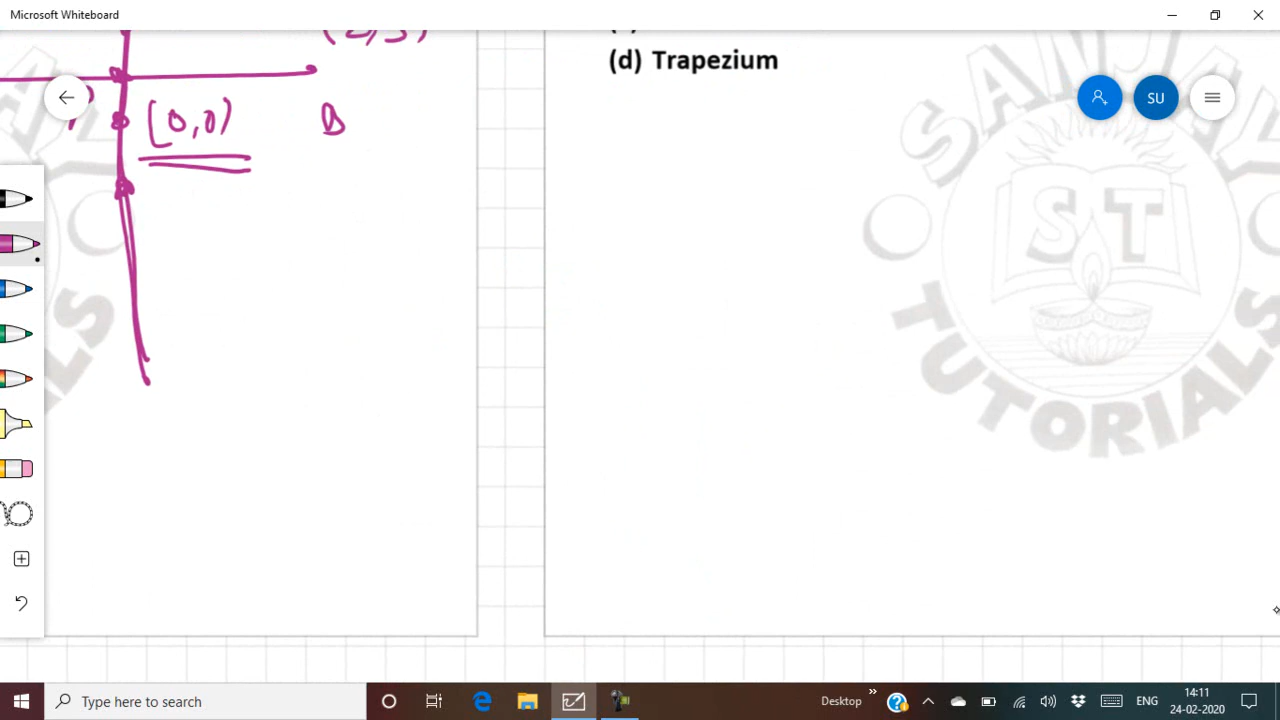 Microsoft Whiteboard
(d) Trapezium
SU
(0,0)
B
SANJAY
ST
TUTORIALS
Type here to search
Desktop
ENG
14:11
24-02-2020